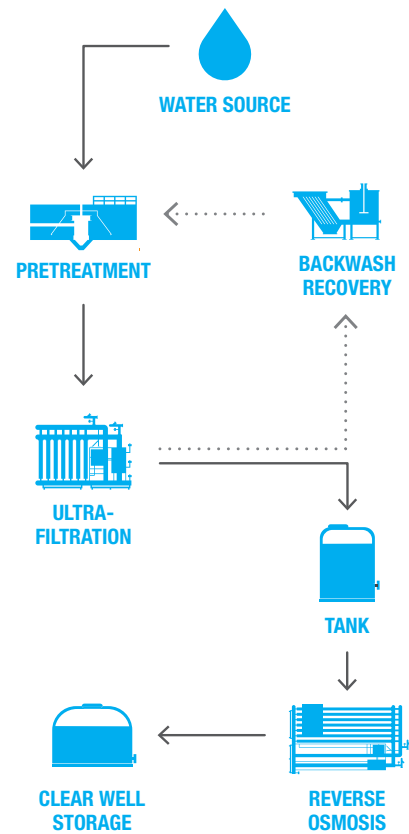 WATER SOURCE
PRETREATMENT
BACKWASH
RECOVERY
ULTRA-
FILTRATION
TANK
CLEAR WELL
STORAGE
REVERSE
OSMOSIS